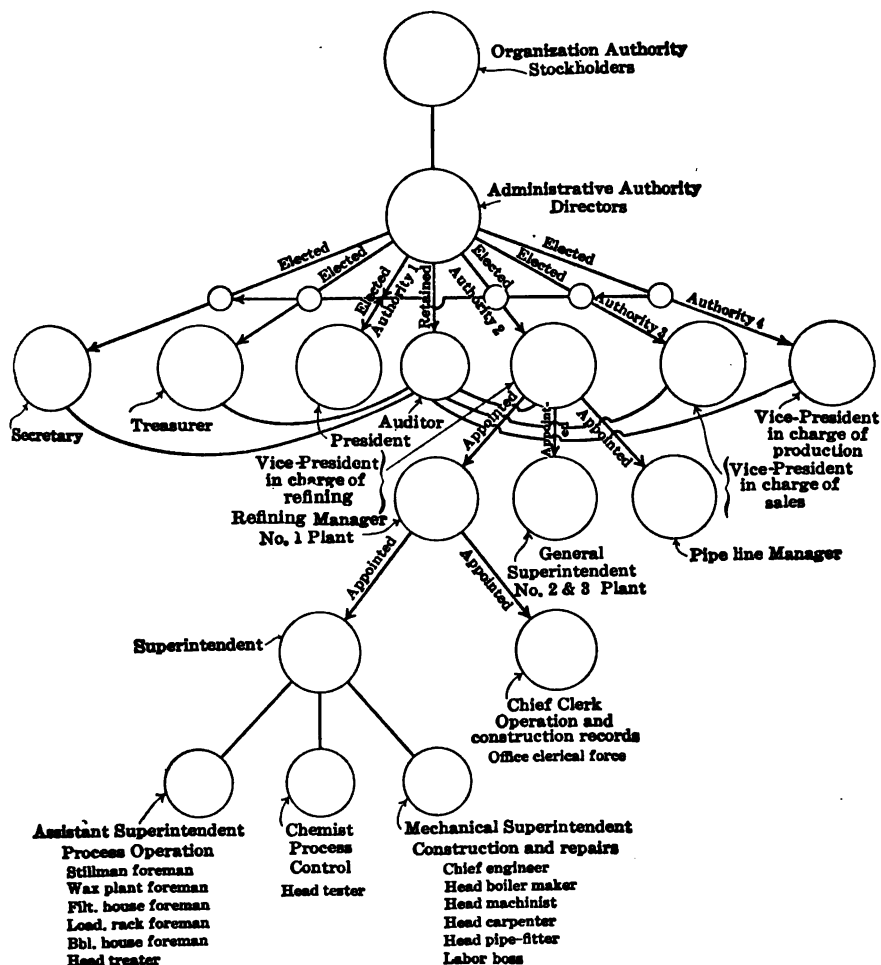 Organization Authority
Stockholders
Administrative Authority
Directors
Elected
Elected
Elected
Authority 1
Retained
Elected
Authority 2
Elected
Authority 3
Elected
Authority 4
Secretary
Treasurer
President
Auditor
Vice-President
in charge of
refining
Vice-President
in charge of
sales
Vice-President
in charge of
production
Appointed
Appoint-
ed
Appointed
Refining Manager
No. 1 Plant
General
Superintendent
No. 2 & 3 Plant
Pipe line Manager
Appointed
Appointed
Superintendent
Chief Clerk
Operation and
construction records
Office clerical force
Assistant Superintendent
Process Operation
Stillman foreman
Wax plant foreman
Filt. house foreman
Load. rack foreman
Bbl. house foreman
Head treater
Chemist
Process
Control
Head tester
Mechanical Superintendent
Construction and repairs
Chief engineer
Head boiler maker
Head machinist
Head carpenter
Head pipe-fitter
Labor boss